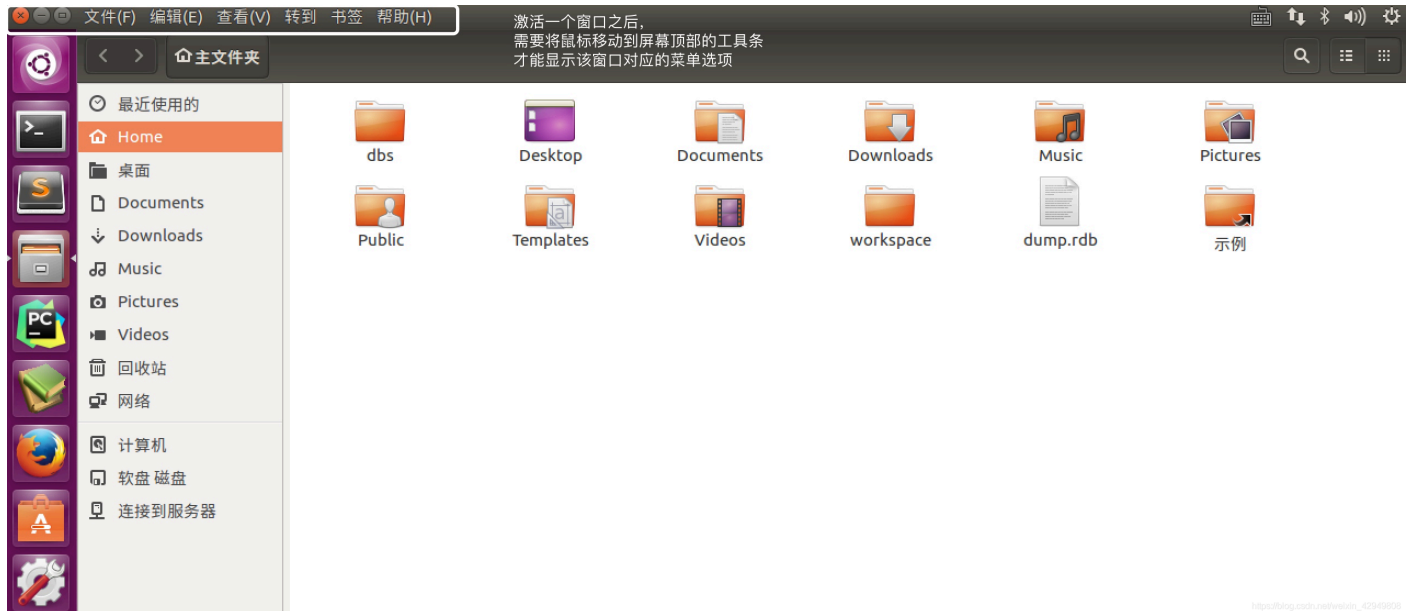 文件(F) 编辑(E) 查看(V) 转到 书签 帮助(H)
激活一个窗口之后，
需要将鼠标移动到屏幕顶部的工具条
才能显示该窗口对应的菜单选项
主文件夹
最近使用的
Home
桌面
Documents
Downloads
Music
Pictures
Videos
回收站
网络
计算机
软盘 磁盘
连接到服务器
dbs Desktop Documents Downloads Music Pictures
Public Templates Videos workspace dump.rdb 示例
>_
S
PC
A